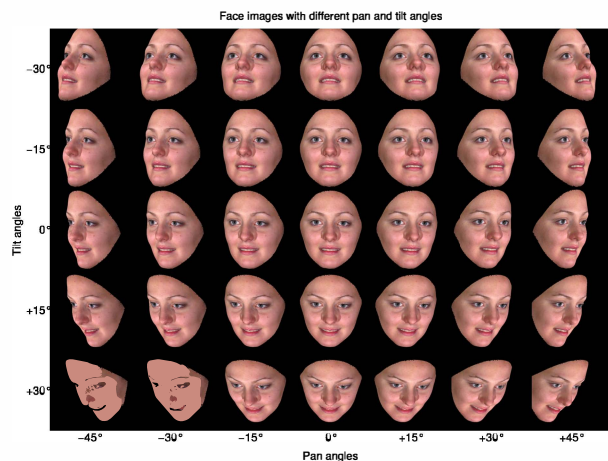 Face images with different pan and tilt angles
−30°
−15°
0°
+15°
+30°
Tilt angles
−45° −30° −15° 0° +15° +30° +45°
Pan angles